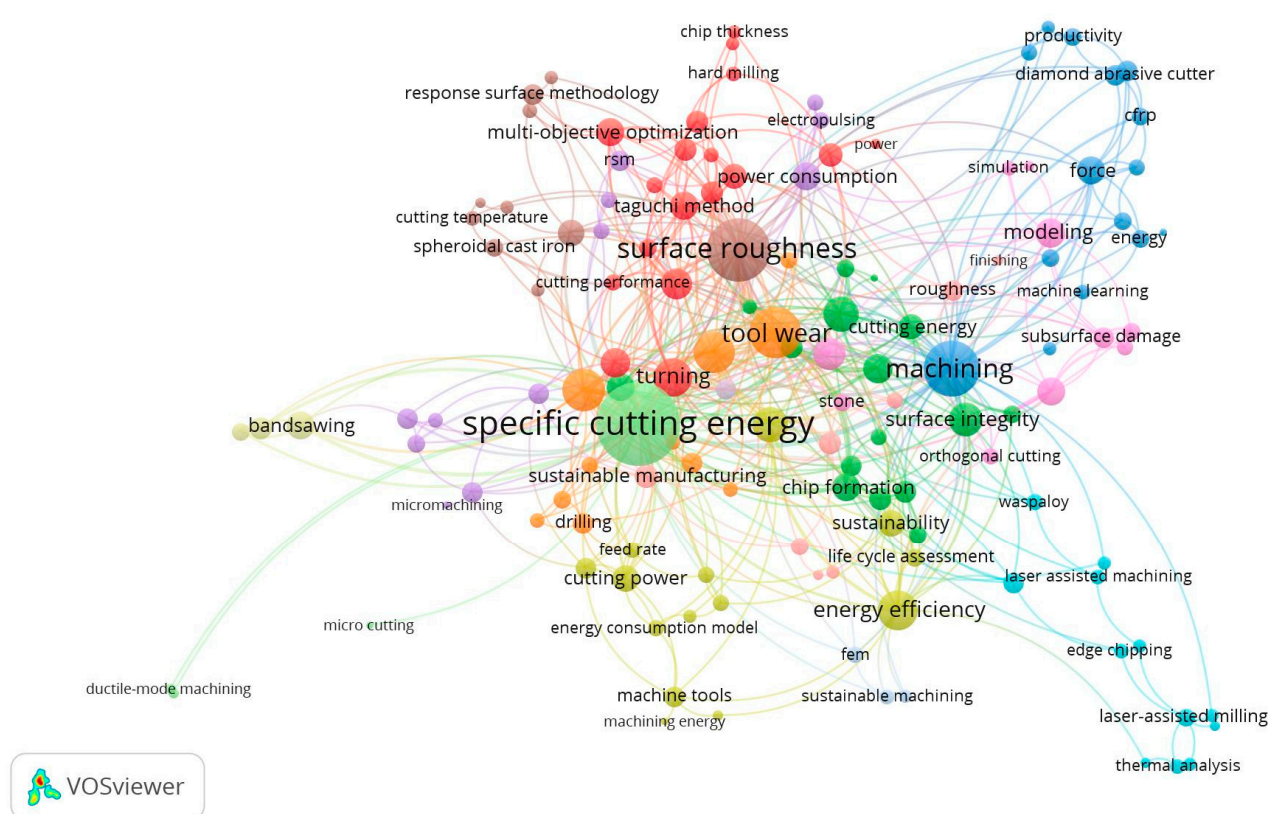 chip thickness
productivity
hard milling
diamond abrasive cutter
response surface methodology
cfrp
electropulsing
multi-objective optimization
power
rsm
simulation
force
power consumption
taguchi method
cutting temperature
modeling
energy
spheroidal cast iron
surface roughness
finishing
cutting performance
roughness
machine learning
tool wear
cutting energy
subsurface damage
turning
machining
stone
specific cutting energy
surface integrity
bandsawing
orthogonal cutting
sustainable manufacturing
chip formation
micromachining
waspaloy
drilling
sustainability
feed rate
life cycle assessment
cutting power
laser assisted machining
energy efficiency
micro cutting
energy consumption model
edge chipping
fem
ductile-mode machining
machine tools
sustainable machining
machining energy
laser-assisted milling
thermal analysis
VOSviewer